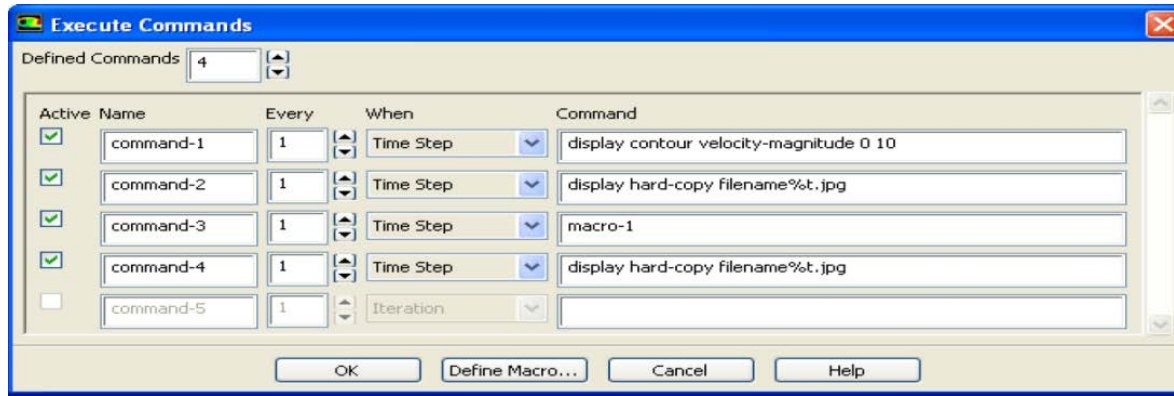 Execute Commands
Defined Commands 4
Active Name Every When Command
command-1 1 Time Step display contour velocity-magnitude 0 10
command-2 1 Time Step display hard-copy filename%t.jpg
command-3 1 Time Step macro-1
command-4 1 Time Step display hard-copy filename%t.jpg
command-5 1 Iteration
OK Define Macro... Cancel Help